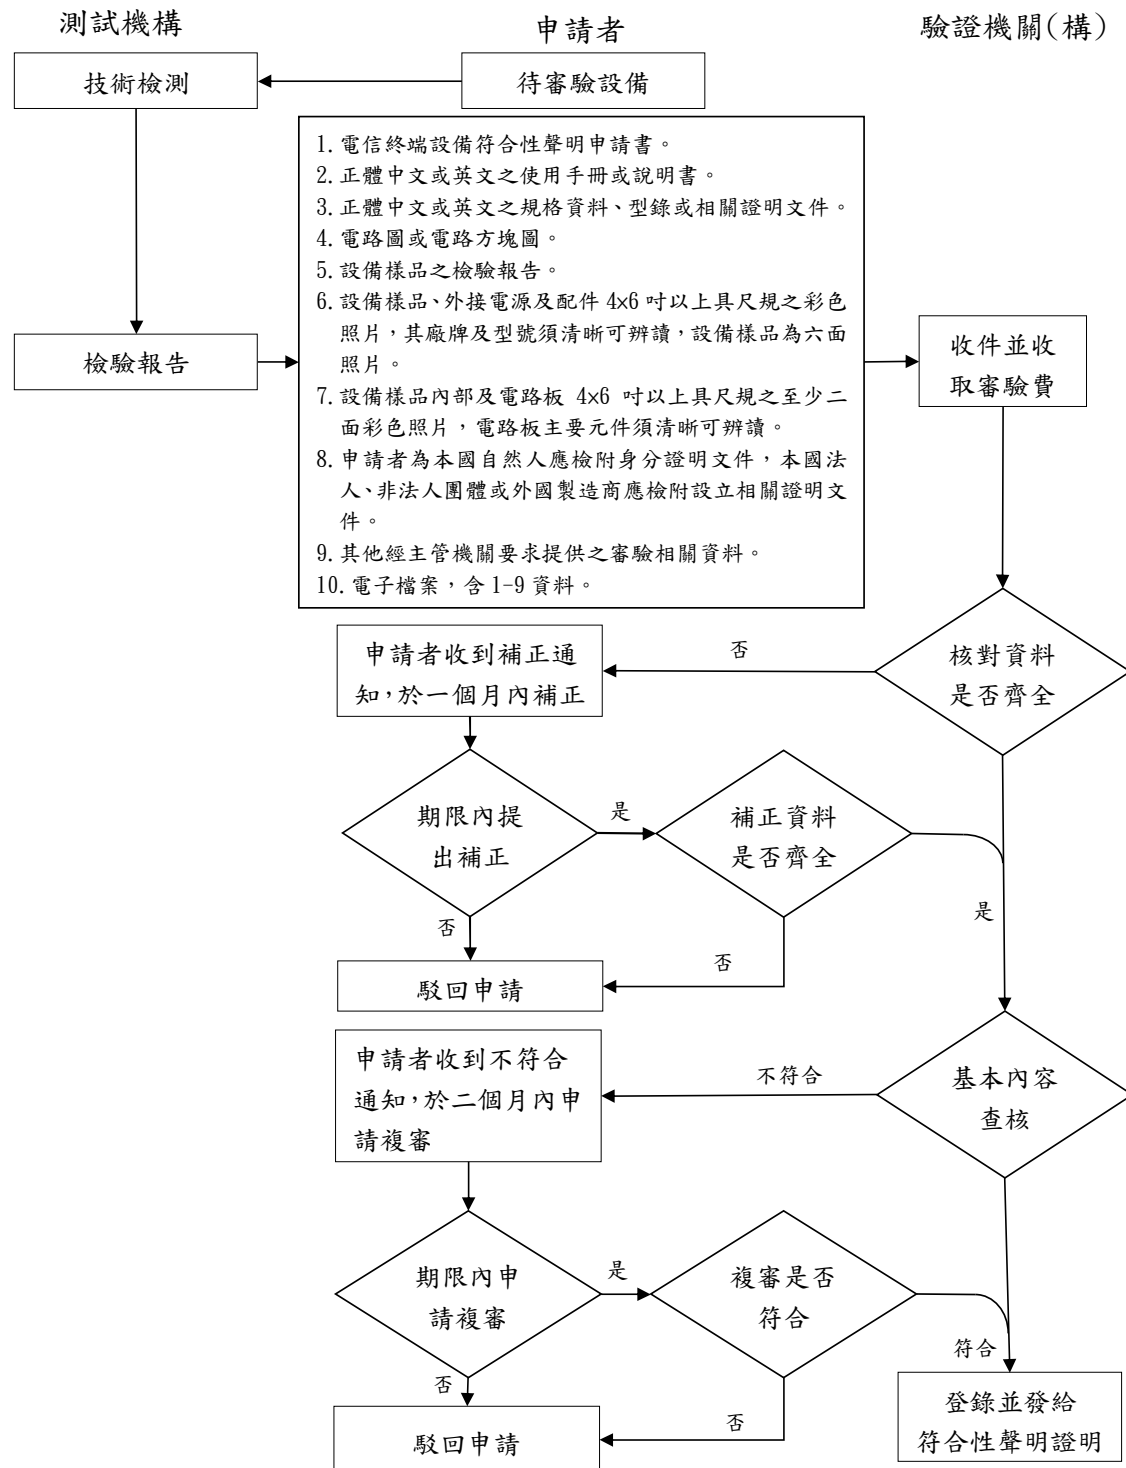 測試機構
申請者
驗證機關(構)
技術檢測
待審驗設備
1. 電信終端設備符合性聲明申請書。
2. 正體中文或英文之使用手冊或說明書。
3. 正體中文或英文之規格資料、型錄或相關證明文件。
4. 電路圖或電路方塊圖。
5. 設備樣品之檢驗報告。
6. 設備樣品、外接電源及配件 4×6 吋以上具尺規之彩色
照片，其廠牌及型號須清晰可辨讀，設備樣品為六面
照片。
7. 設備樣品內部及電路板 4×6 吋以上具尺規之至少二
面彩色照片，電路板主要元件須清晰可辨讀。
8. 申請者為本國自然人應檢附身分證明文件，本國法
人、非法人團體或外國製造商應檢附設立相關證明文
件。
9. 其他經主管機關要求提供之審驗相關資料。
10. 電子檔案，含 1-9 資料。
檢驗報告
收件並收
取審驗費
申請者收到補正通
知，於一個月內補正
否
核對資料
是否齊全
期限內提
出補正
是
補正資料
是否齊全
否
否
是
駁回申請
申請者收到不符合
通知，於二個月內申
請複審
不符合
基本內容
查核
期限內申
請複審
是
複審是否
符合
符合
否
否
駁回申請
登錄並發給
符合性聲明證明